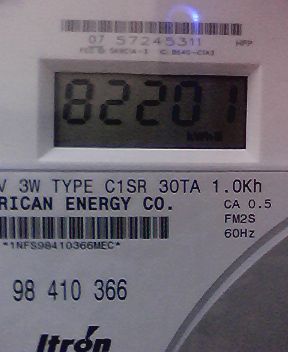 07 57245311
82201
V 3W TYPE C1SR 30TA 1.0Kh
RICAN ENERGY CO.
CA 0.5
FM2S
60Hz
*1NFS98410366MEC*
98 410 366
Itron